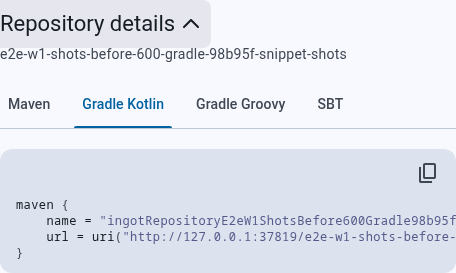 Repository details
e2e-w1-shots-before-600-gradle-98b95f-snippet-shots
Maven Gradle Kotlin Gradle Groovy SBT
maven {
    name = "ingotRepositoryE2eW1ShotsBefore600Gradle98b95f
    url = uri("http://127.0.0.1:37819/e2e-w1-shots-before-
}